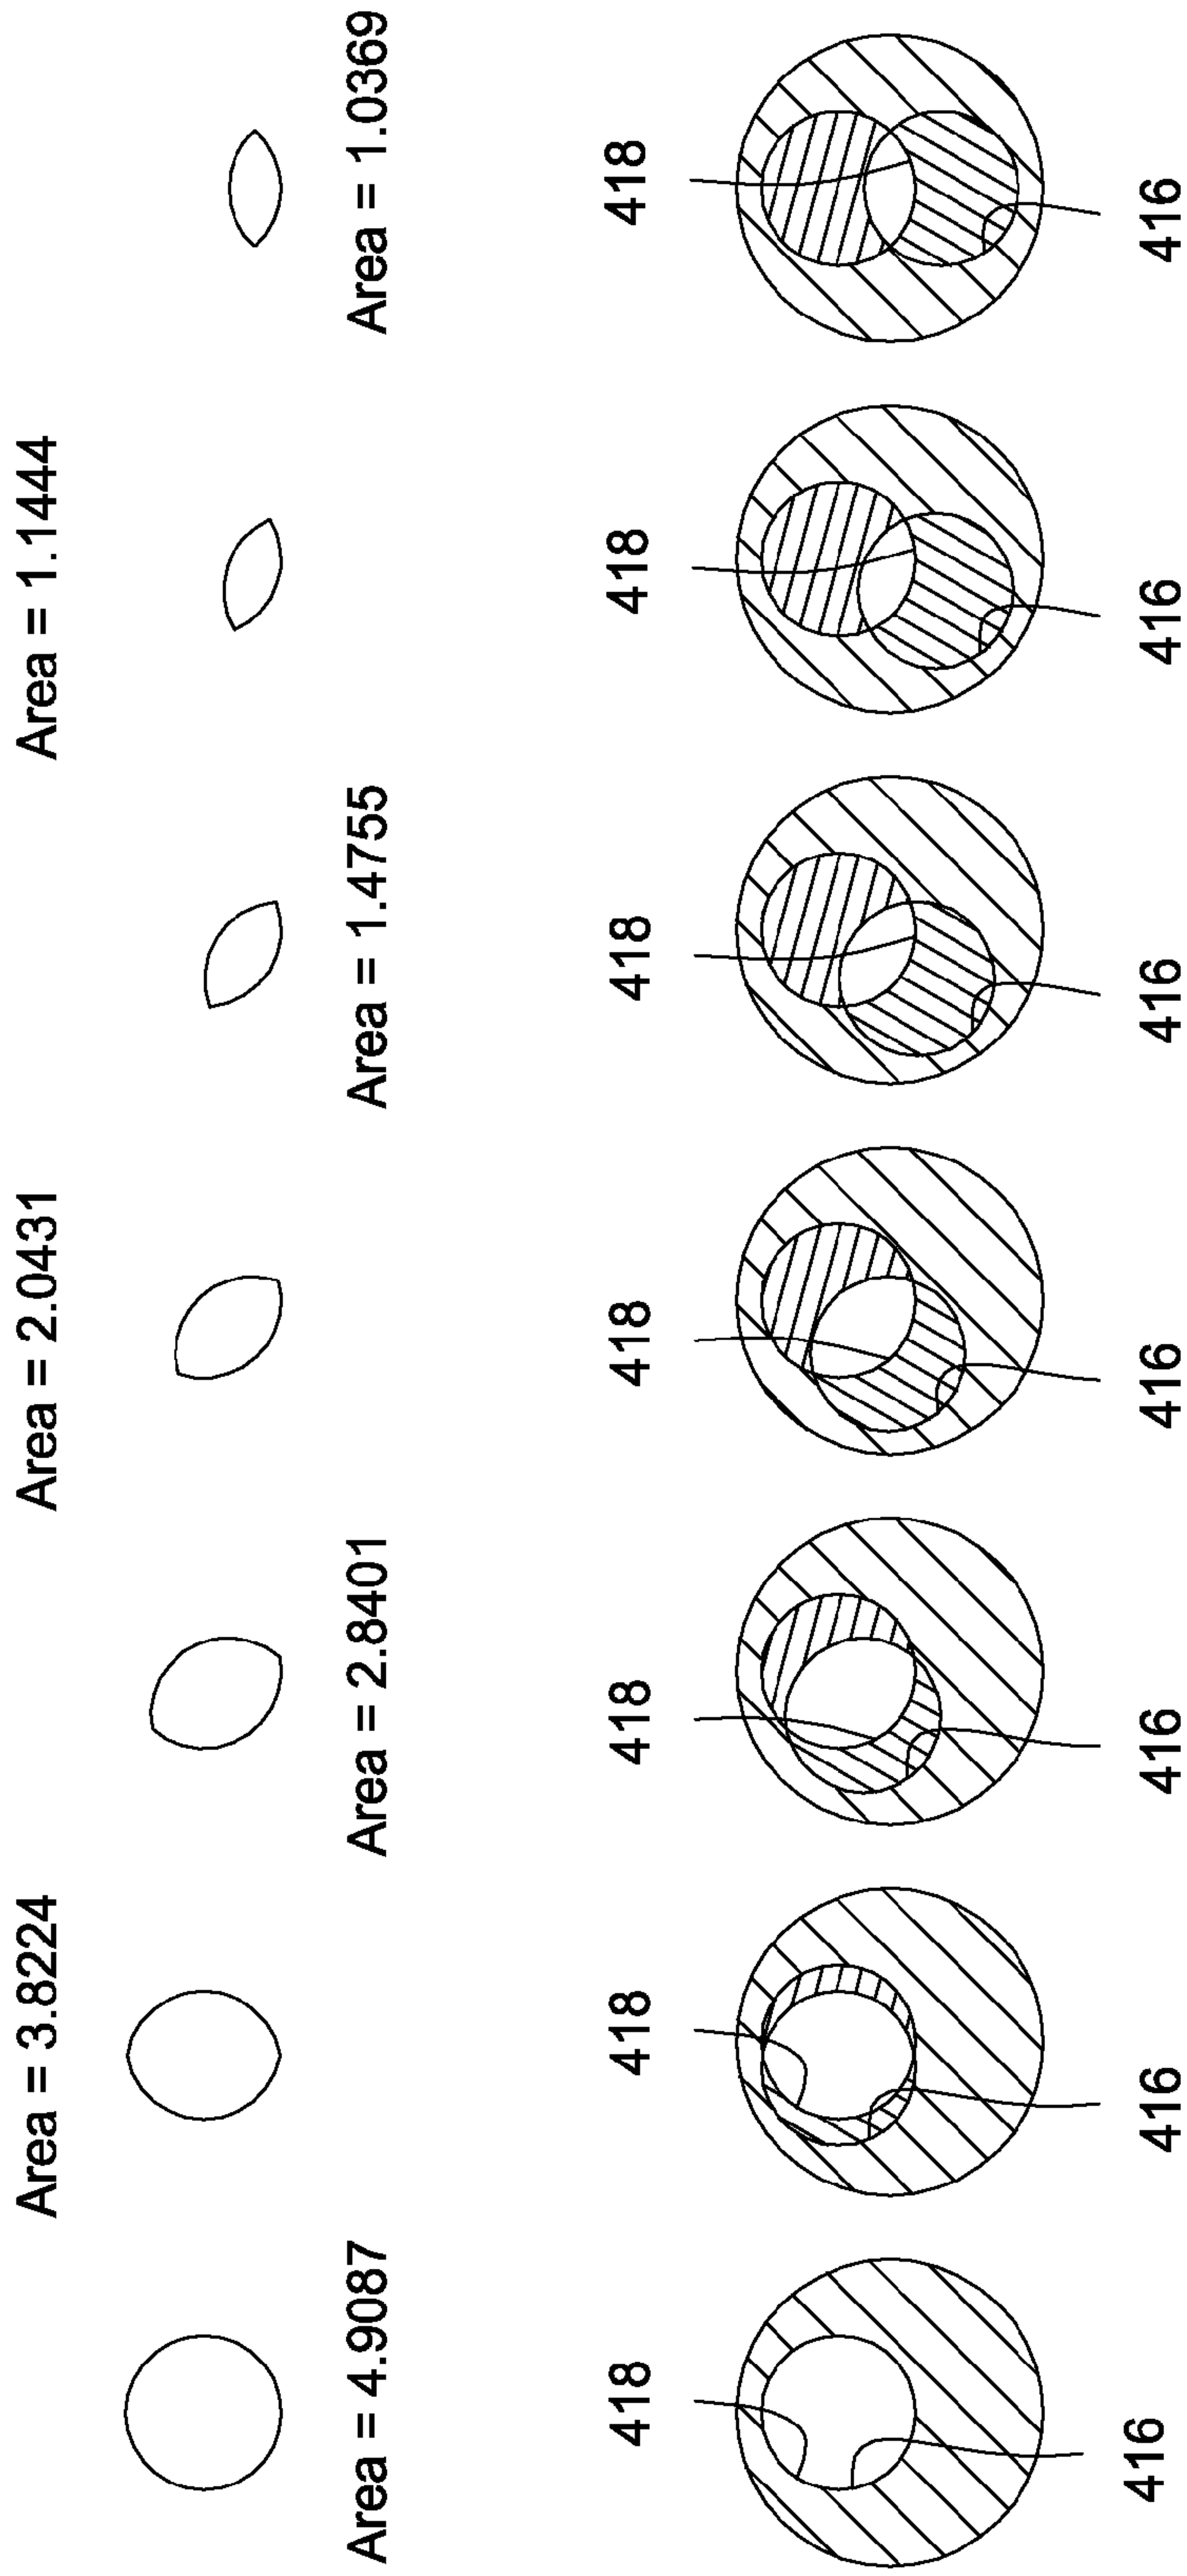 Area = 4.9087
Area = 3.8224
Area = 2.8401
Area = 2.0431
Area = 1.4755
Area = 1.1444
Area = 1.0369
418
418
418
418
418
418
418
416
416
416
416
416
416
416